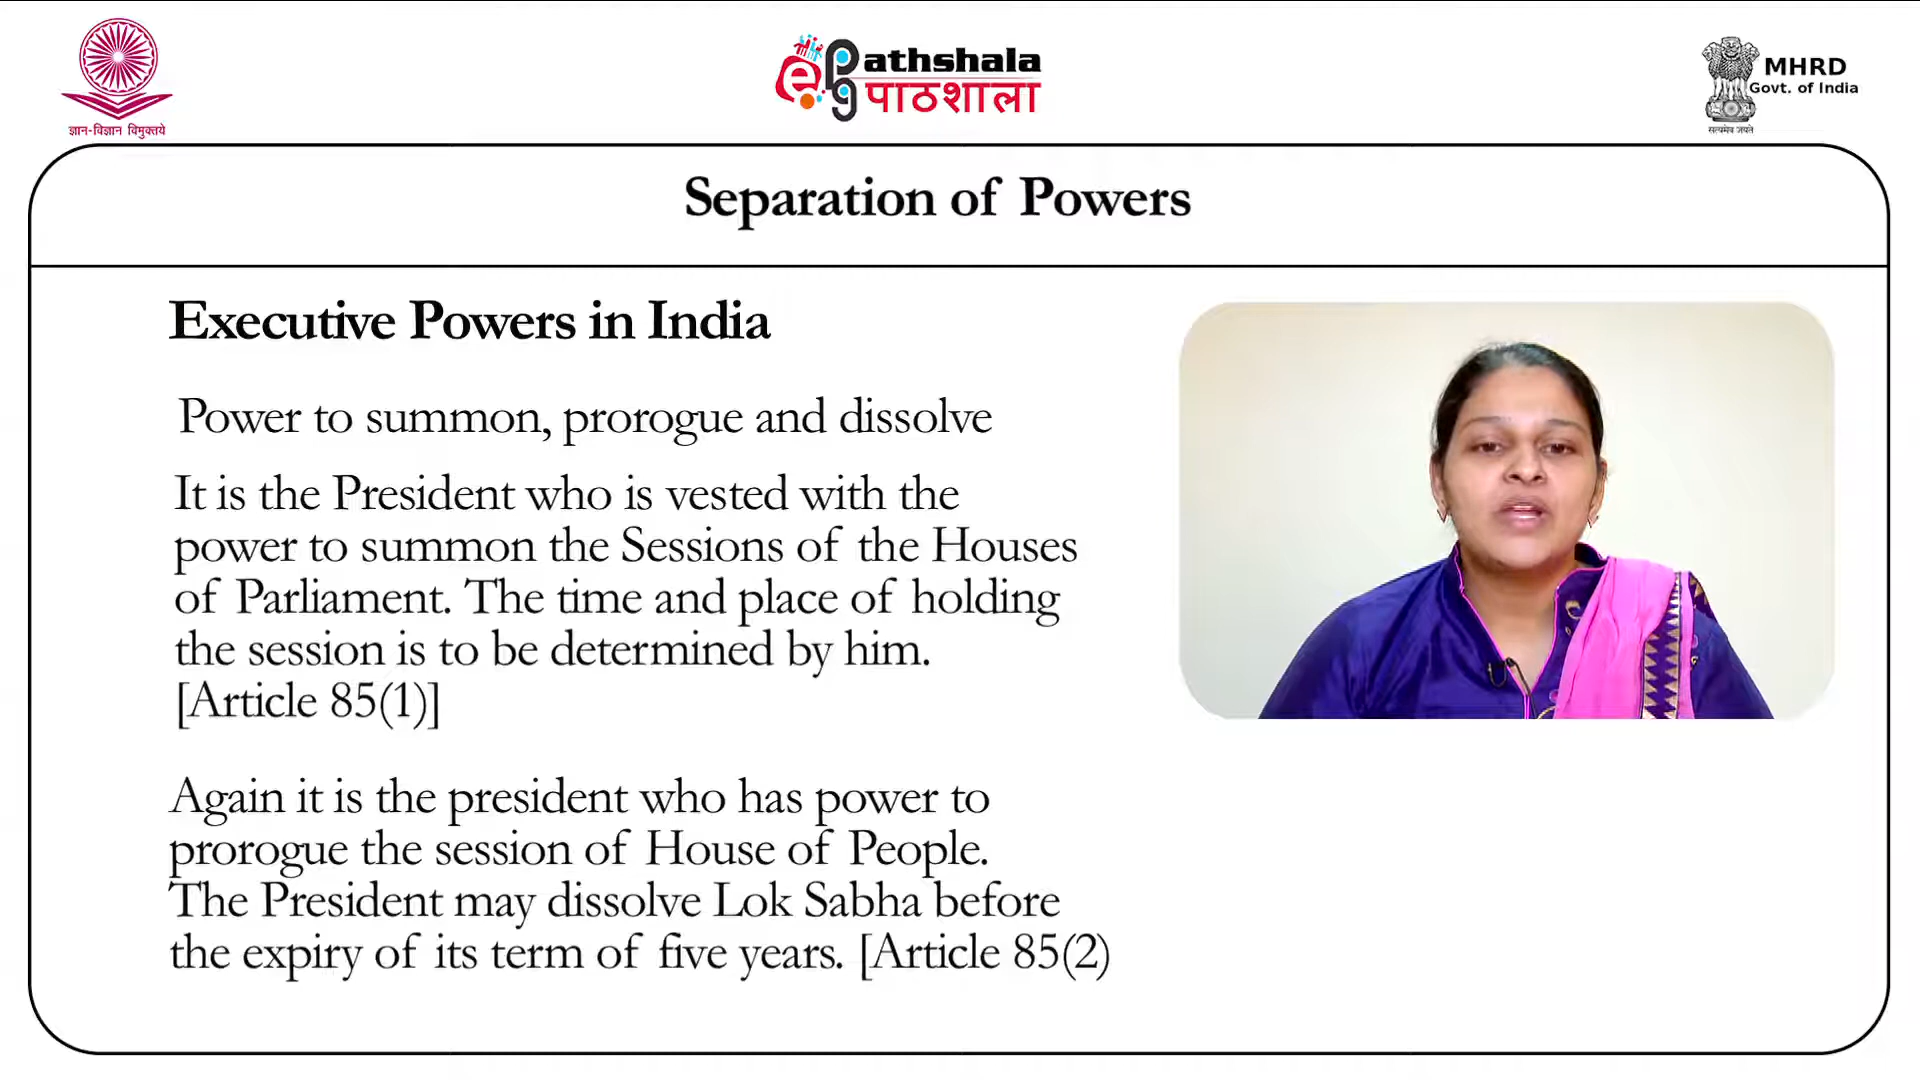 ज्ञान-विज्ञान विमुक्तये
ePathshala
पाठशाला
MHRD
Govt. of India
सत्यमेव जयते
Separation of Powers
Executive Powers in India
Power to summon, prorogue and dissolve
It is the President who is vested with the
power to summon the Sessions of the Houses
of Parliament. The time and place of holding
the session is to be determined by him.
[Article 85(1)]
Again it is the president who has power to
prorogue the session of House of People.
The President may dissolve Lok Sabha before
the expiry of its term of five years. [Article 85(2)